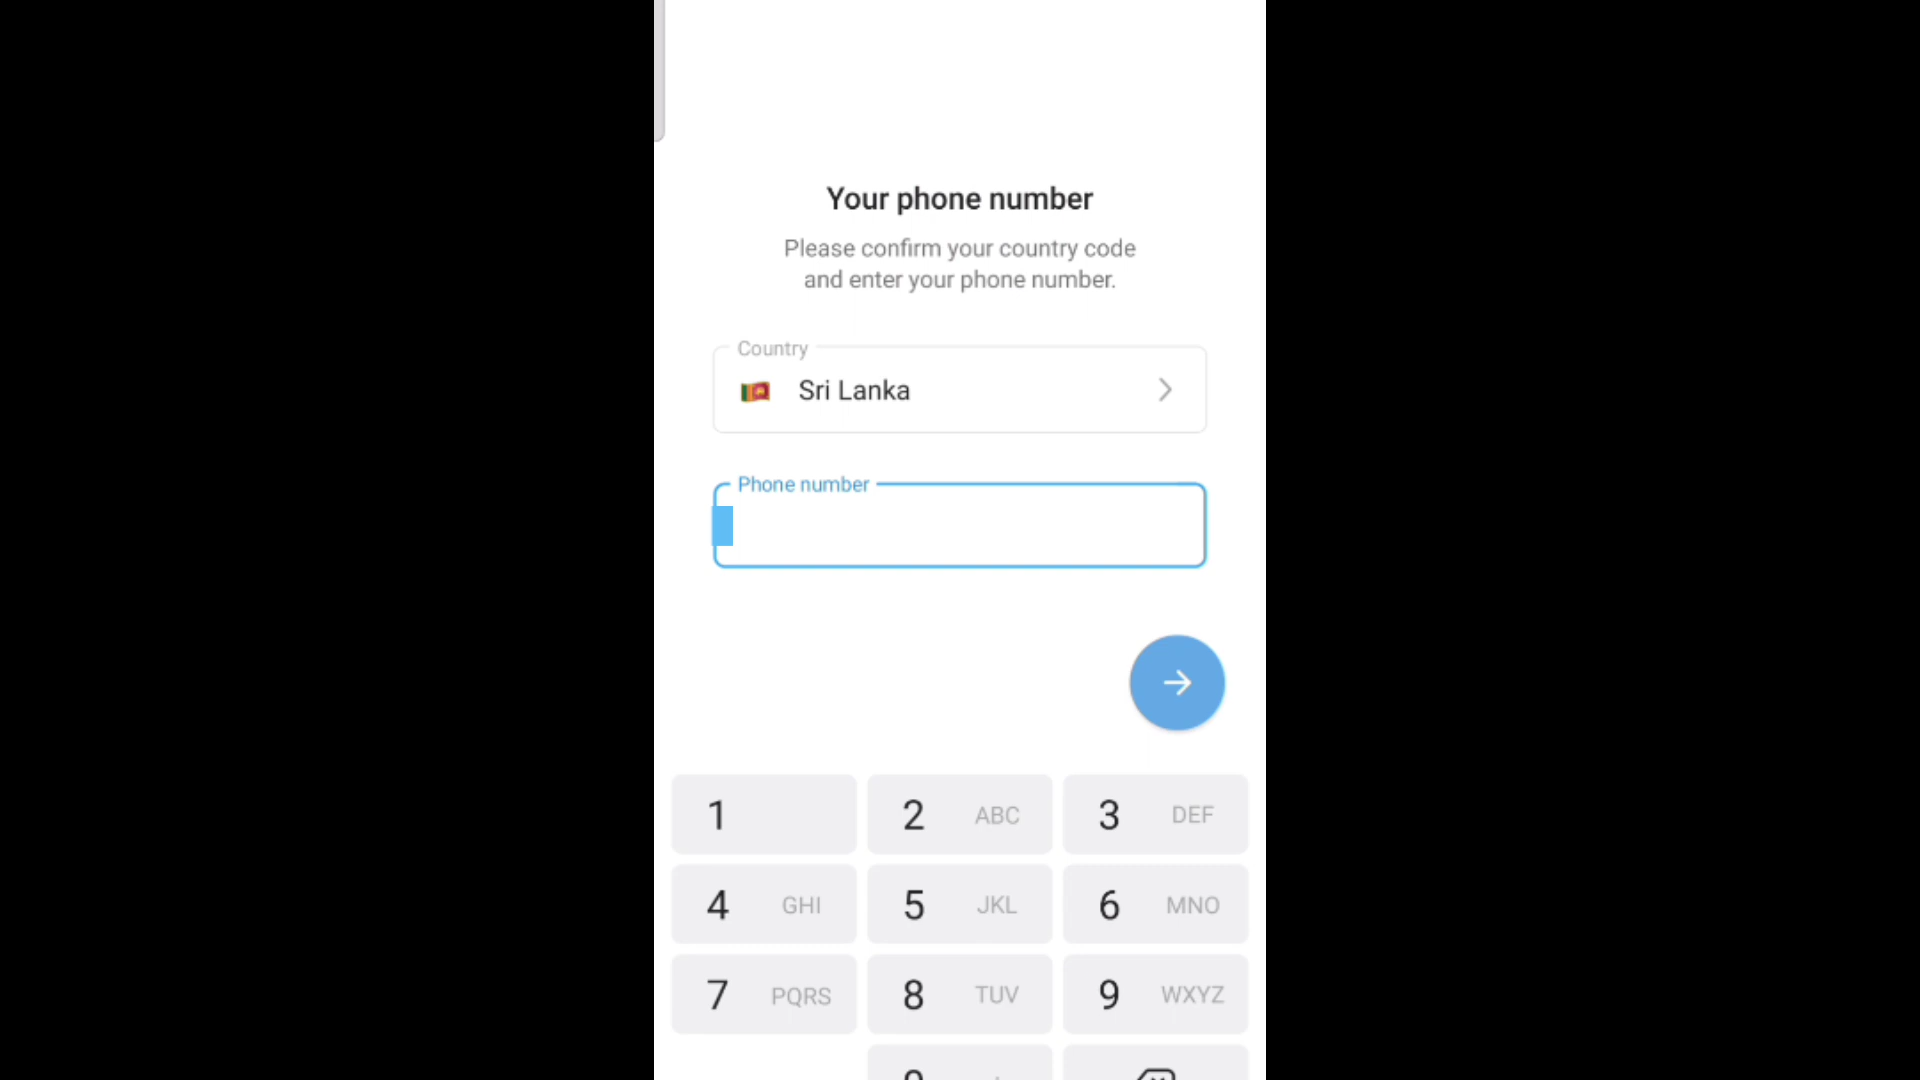 Your phone number
Please confirm your country code
and enter your phone number.
Country
Sri Lanka
Phone number
1
2 ABC
3 DEF
4 GHI
5 JKL
6 MNO
7 PQRS
8 TUV
9 WXYZ